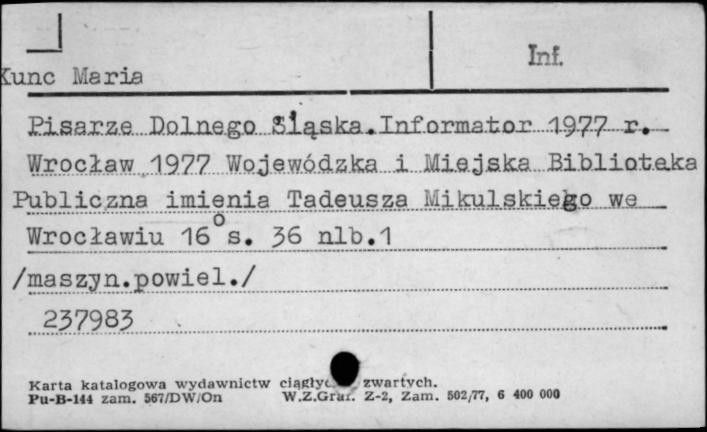 Inf.
Kunc Maria
Pisarze Dolnego Śląska. Informator 1977 r.
Wrocław 1977 Wojewódzka i Miejska Biblioteka
Publiczna imienia Tadeusza Mikulskiego we
Wrocławiu 16° s. 36 nlb.1
/maszyn.powiel./
237983
Karta katalogowa wydawnictw zwartych.
Pu-B-144 zam. 567/DW/On W.Z.Graf. Z-2, Zam. 502/77, 6 400 000